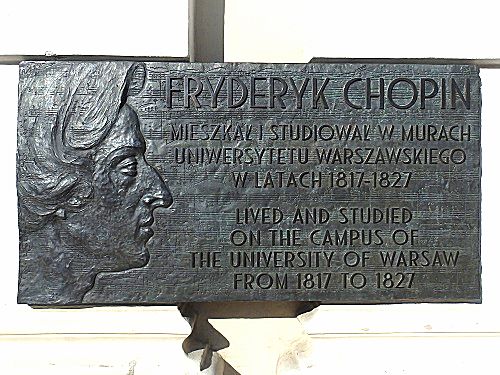 FRYDERYK CHOPIN
MIESZKAŁ I STUDIOWAŁ W MURACH
UNIWERSYTETU WARSZAWSKIEGO
W LATACH 1817-1827
LIVED AND STUDIED
ON THE CAMPUS OF
THE UNIVERSITY OF WARSAW
FROM 1817 TO 1827